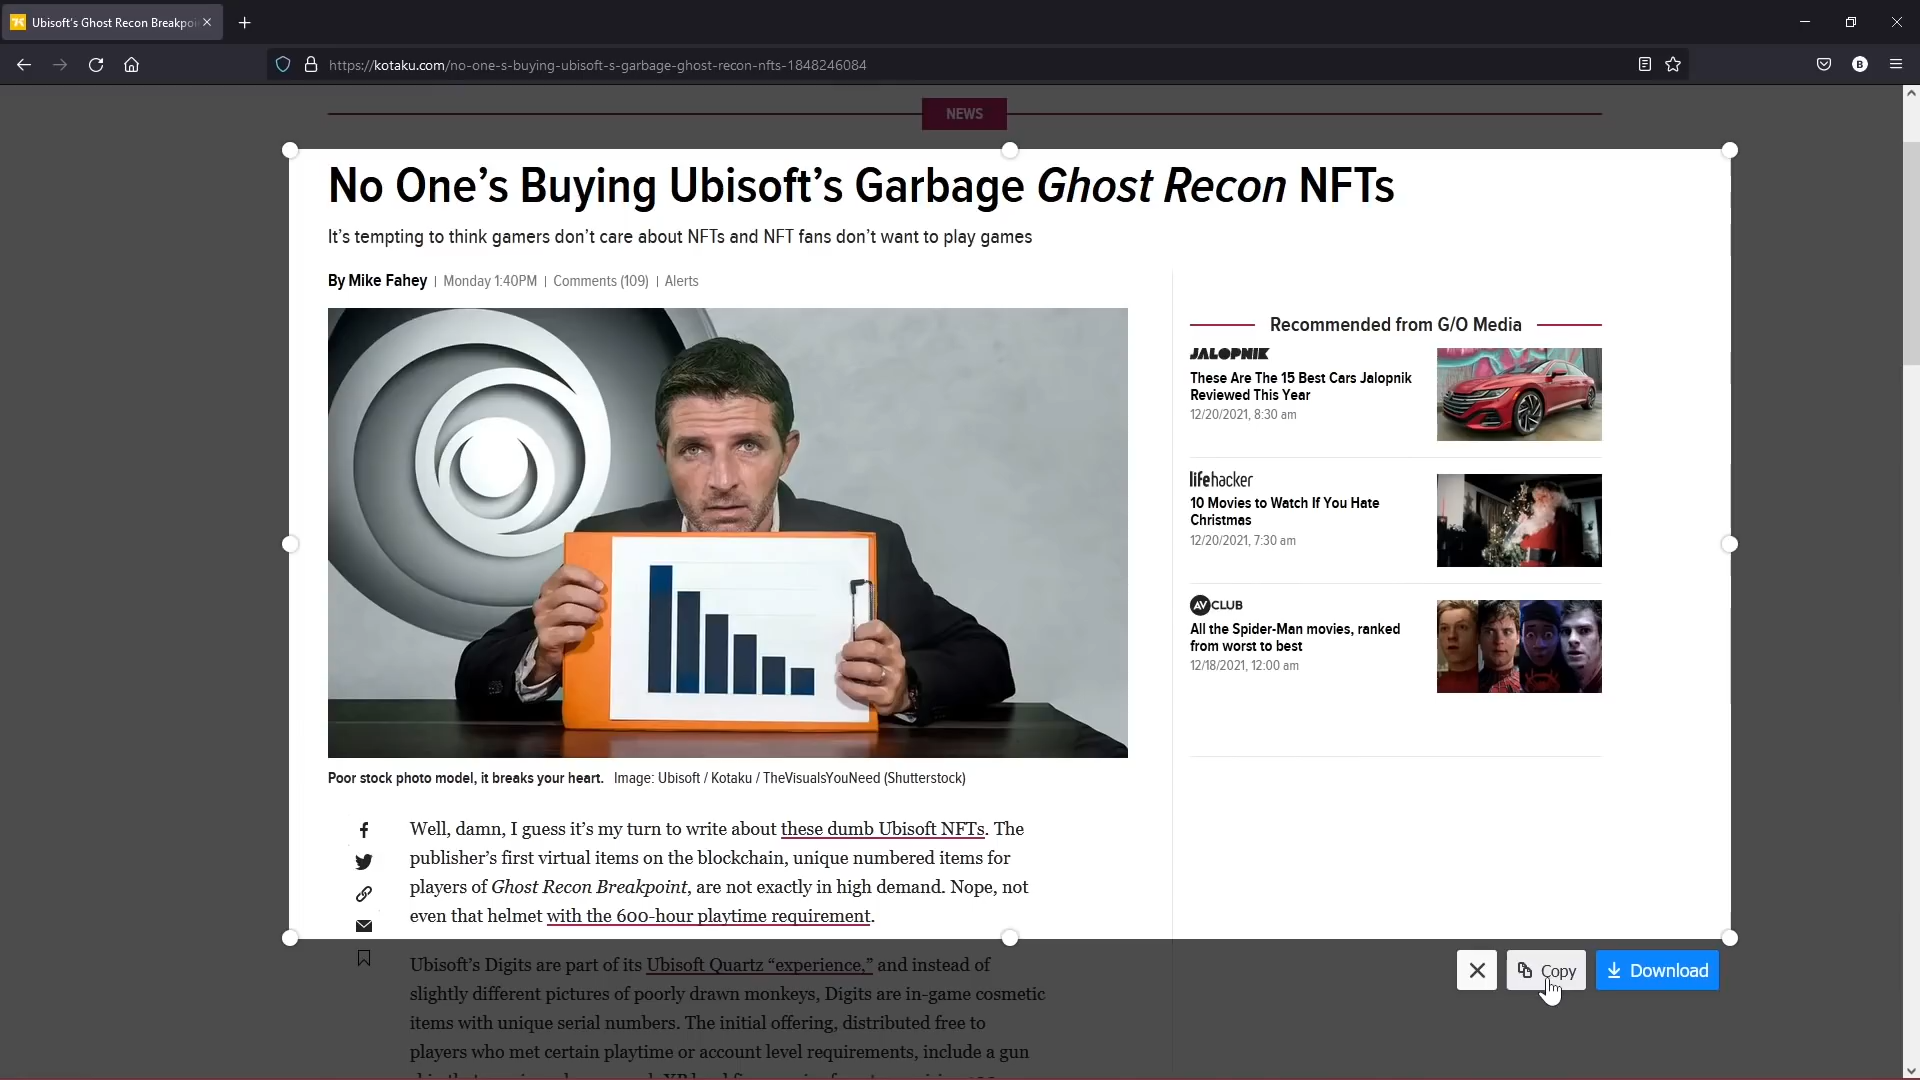 Ubisoft's Ghost Recon Breakpoi
https://kotaku.com/no-one-s-buying-ubisoft-s-garbage-ghost-recon-nfts-1848246084
B
NEWS
No One's Buying Ubisoft's Garbage Ghost Recon NFTs
It's tempting to think gamers don't care about NFTs and NFT fans don't want to play games
By Mike Fahey | Monday 1:40PM | Comments (109) | Alerts
Poor stock photo model, it breaks your heart. Image: Ubisoft / Kotaku / TheVisualsYouNeed (Shutterstock)
Well, damn, I guess it's my turn to write about these dumb Ubisoft NFTs. The
publisher's first virtual items on the blockchain, unique numbered items for
players of Ghost Recon Breakpoint, are not exactly in high demand. Nope, not
even that helmet with the 600-hour playtime requirement.
Ubisoft's Digits are part of its Ubisoft Quartz “experience,” and instead of
slightly different pictures of poorly drawn monkeys, Digits are in-game cosmetic
items with unique serial numbers. The initial offering, distributed free to
players who met certain playtime or account level requirements, include a gun
Recommended from G/O Media
JALOPNIK
These Are The 15 Best Cars Jalopnik
Reviewed This Year
12/20/2021, 8:30 am
lifehacker
10 Movies to Watch If You Hate
Christmas
12/20/2021, 7:30 am
AV CLUB
All the Spider-Man movies, ranked
from worst to best
12/18/2021, 12:00 am
Copy
Download